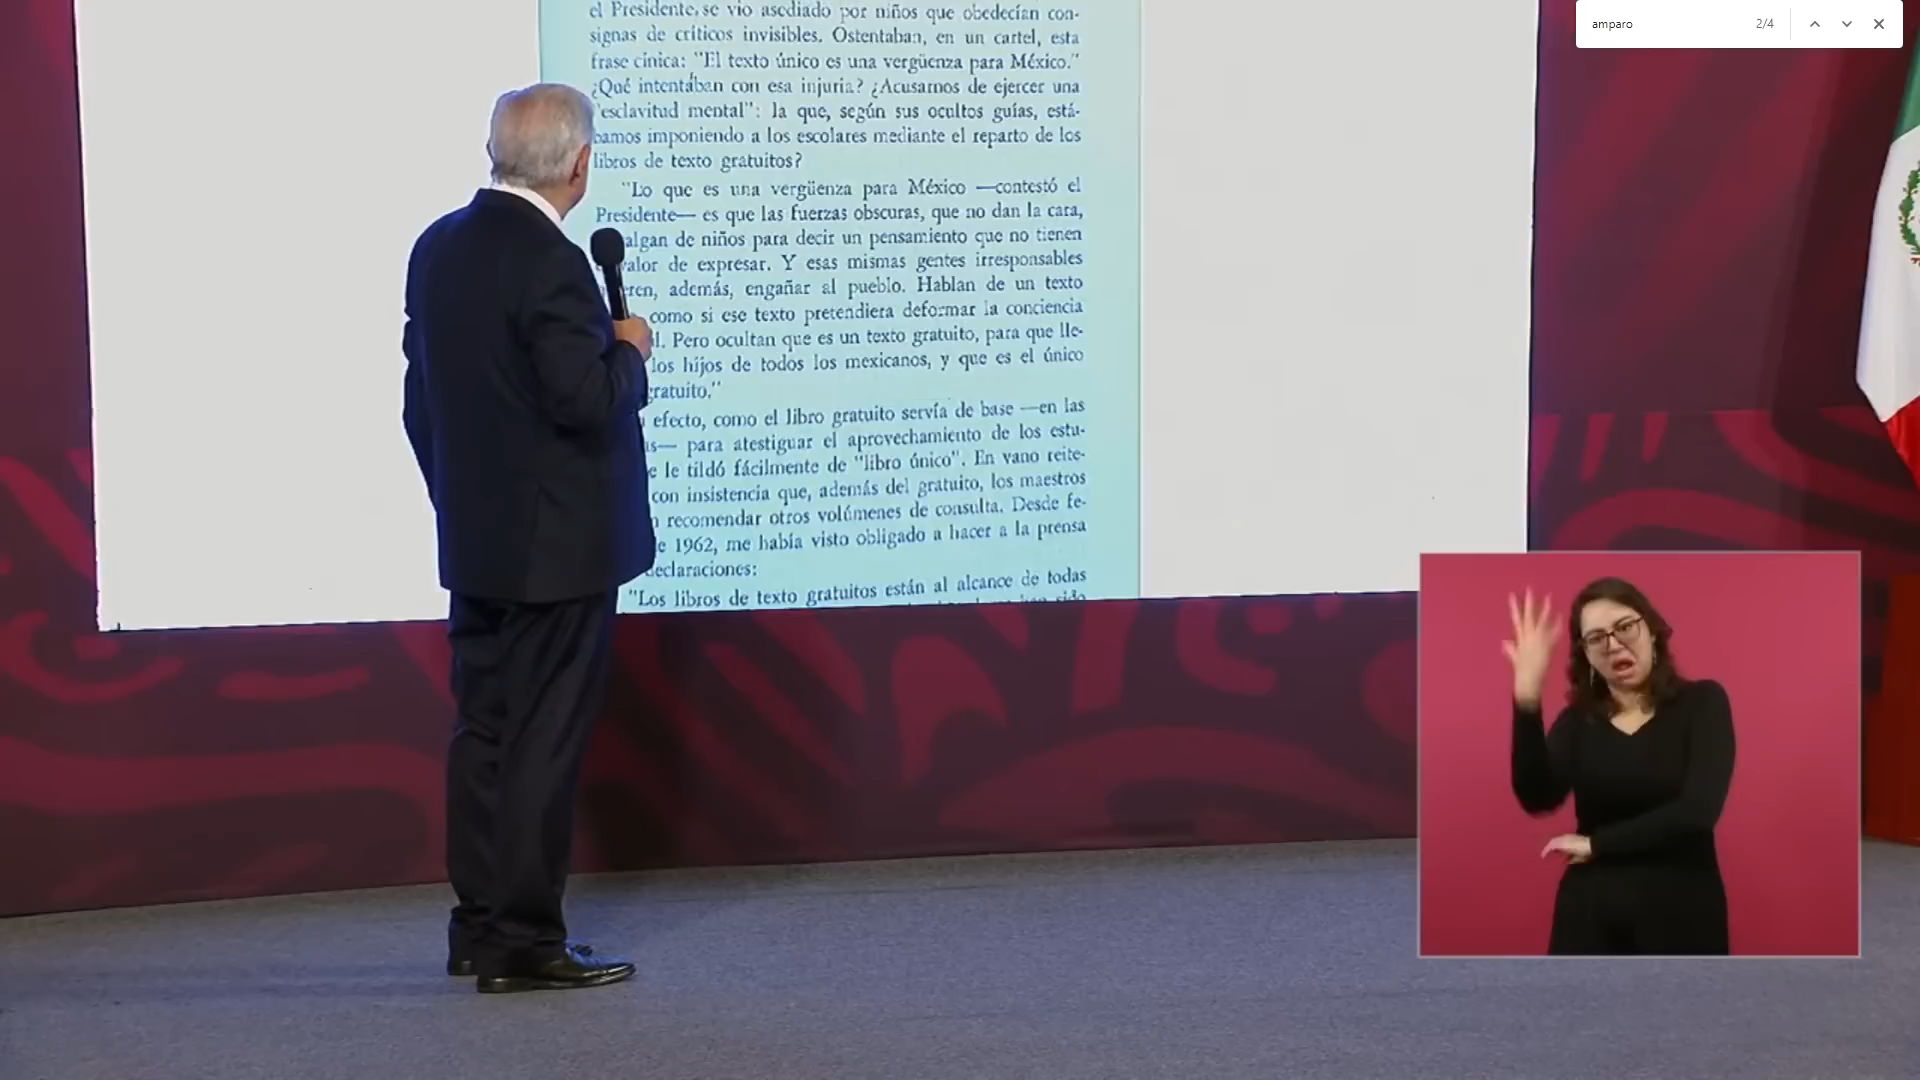 el Presidente, se vio asediado por niños que obedecían con-
signas de críticos invisibles. Ostentaban, en un cartel, esta
frase cínica: "El texto único es una vergüenza para México."
¿Qué intentaban con esa injuria? ¿Acusarnos de ejercer una
"esclavitud mental": la que, según sus ocultos guías, está-
bamos imponiendo a los escolares mediante el reparto de los
libros de texto gratuitos?
"Lo que es una vergüenza para México —contestó el
Presidente— es que las fuerzas obscuras, que no dan la cara,
algan de niños para decir un pensamiento que no tienen
valor de expresar. Y esas mismas gentes irresponsables
eren, además, engañar al pueblo. Hablan de un texto
como si ese texto pretendiera deformar la conciencia
l. Pero ocultan que es un texto gratuito, para que lle-
los hijos de todos los mexicanos, y que es el único
gratuito."
efecto, como el libro gratuito servía de base —en las
as— para atestiguar el aprovechamiento de los estu-
e le tildó fácilmente de "libro único". En vano reite-
con insistencia que, además del gratuito, los maestros
n recomendar otros volúmenes de consulta. Desde fe-
e 1962, me había visto obligado a hacer a la prensa
declaraciones:
"Los libros de texto gratuitos están al alcance de todas
amparo 2/4